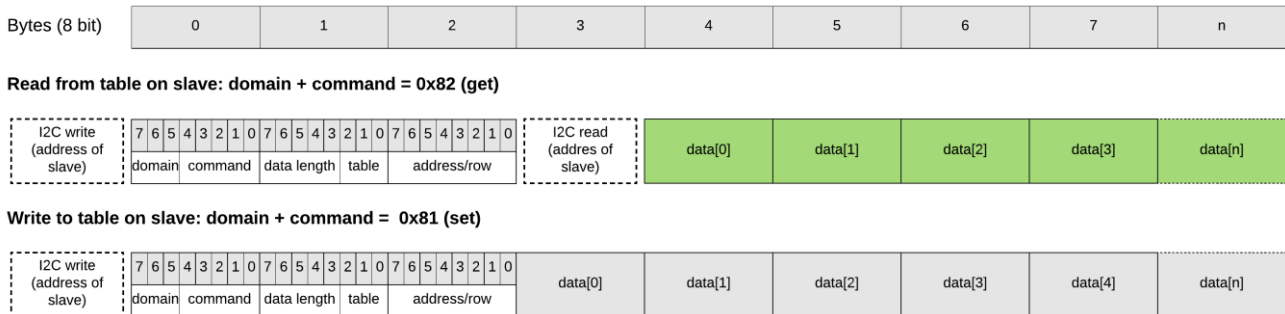 Bytes (8 bit) 0 1 2 3 4 5 6 7 n
Read from table on slave: domain + command = 0x82 (get)
I2C write (address of slave)
7 6 5 4 3 2 1 0 7 6 5 4 3 2 1 0 7 6 5 4 3 2 1 0
domain command data length table address/row
I2C read (addres of slave)
data[0] data[1] data[2] data[3] data[n]
Write to table on slave: domain + command = 0x81 (set)
I2C write (address of slave)
7 6 5 4 3 2 1 0 7 6 5 4 3 2 1 0 7 6 5 4 3 2 1 0
domain command data length table address/row
data[0] data[1] data[2] data[3] data[4] data[n]